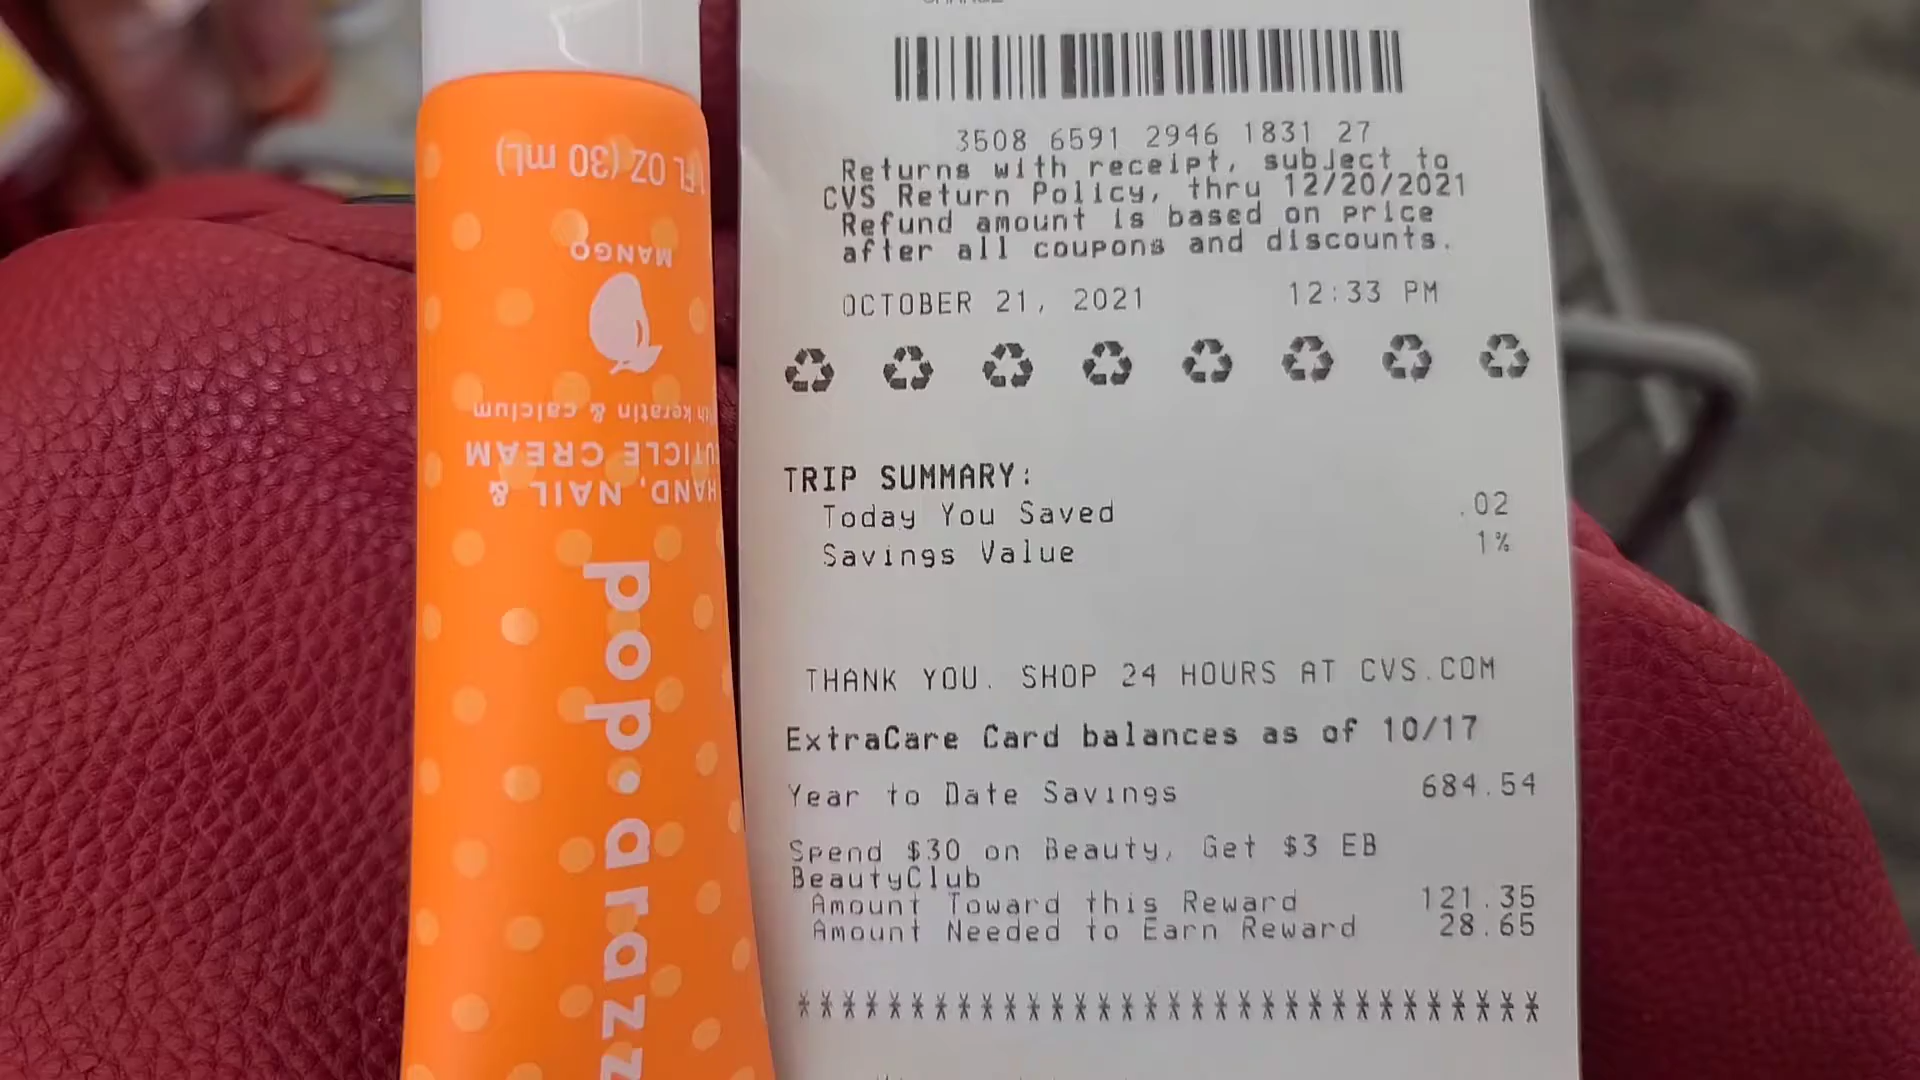 3508 6591 2946 1831 27
Returns with receipt, subject to
CVS Return Policy, thru 12/20/2021
Refund amount is based on price
after all coupons and discounts.
OCTOBER 21, 2021 12:33 PM
TRIP SUMMARY:
Today You Saved .02
Savings Value 1%
THANK YOU. SHOP 24 HOURS AT CVS.COM
ExtraCare Card balances as of 10/17
Year to Date Savings 684.54
Spend $30 on Beauty, Get $3 EB
BeautyClub
Amount Toward this Reward 121.35
Amount Needed to Earn Reward 28.65
***********************************
pop•arazz
HAND, NAIL &
CUTICLE CREAM
with keratin & calcium
MANGO
1 FL OZ (30 mL)